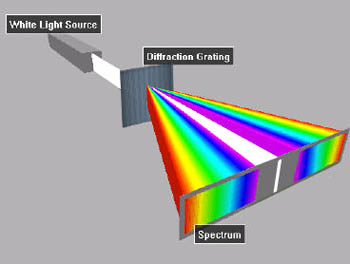 White Light Source
Diffraction Grating
Spectrum